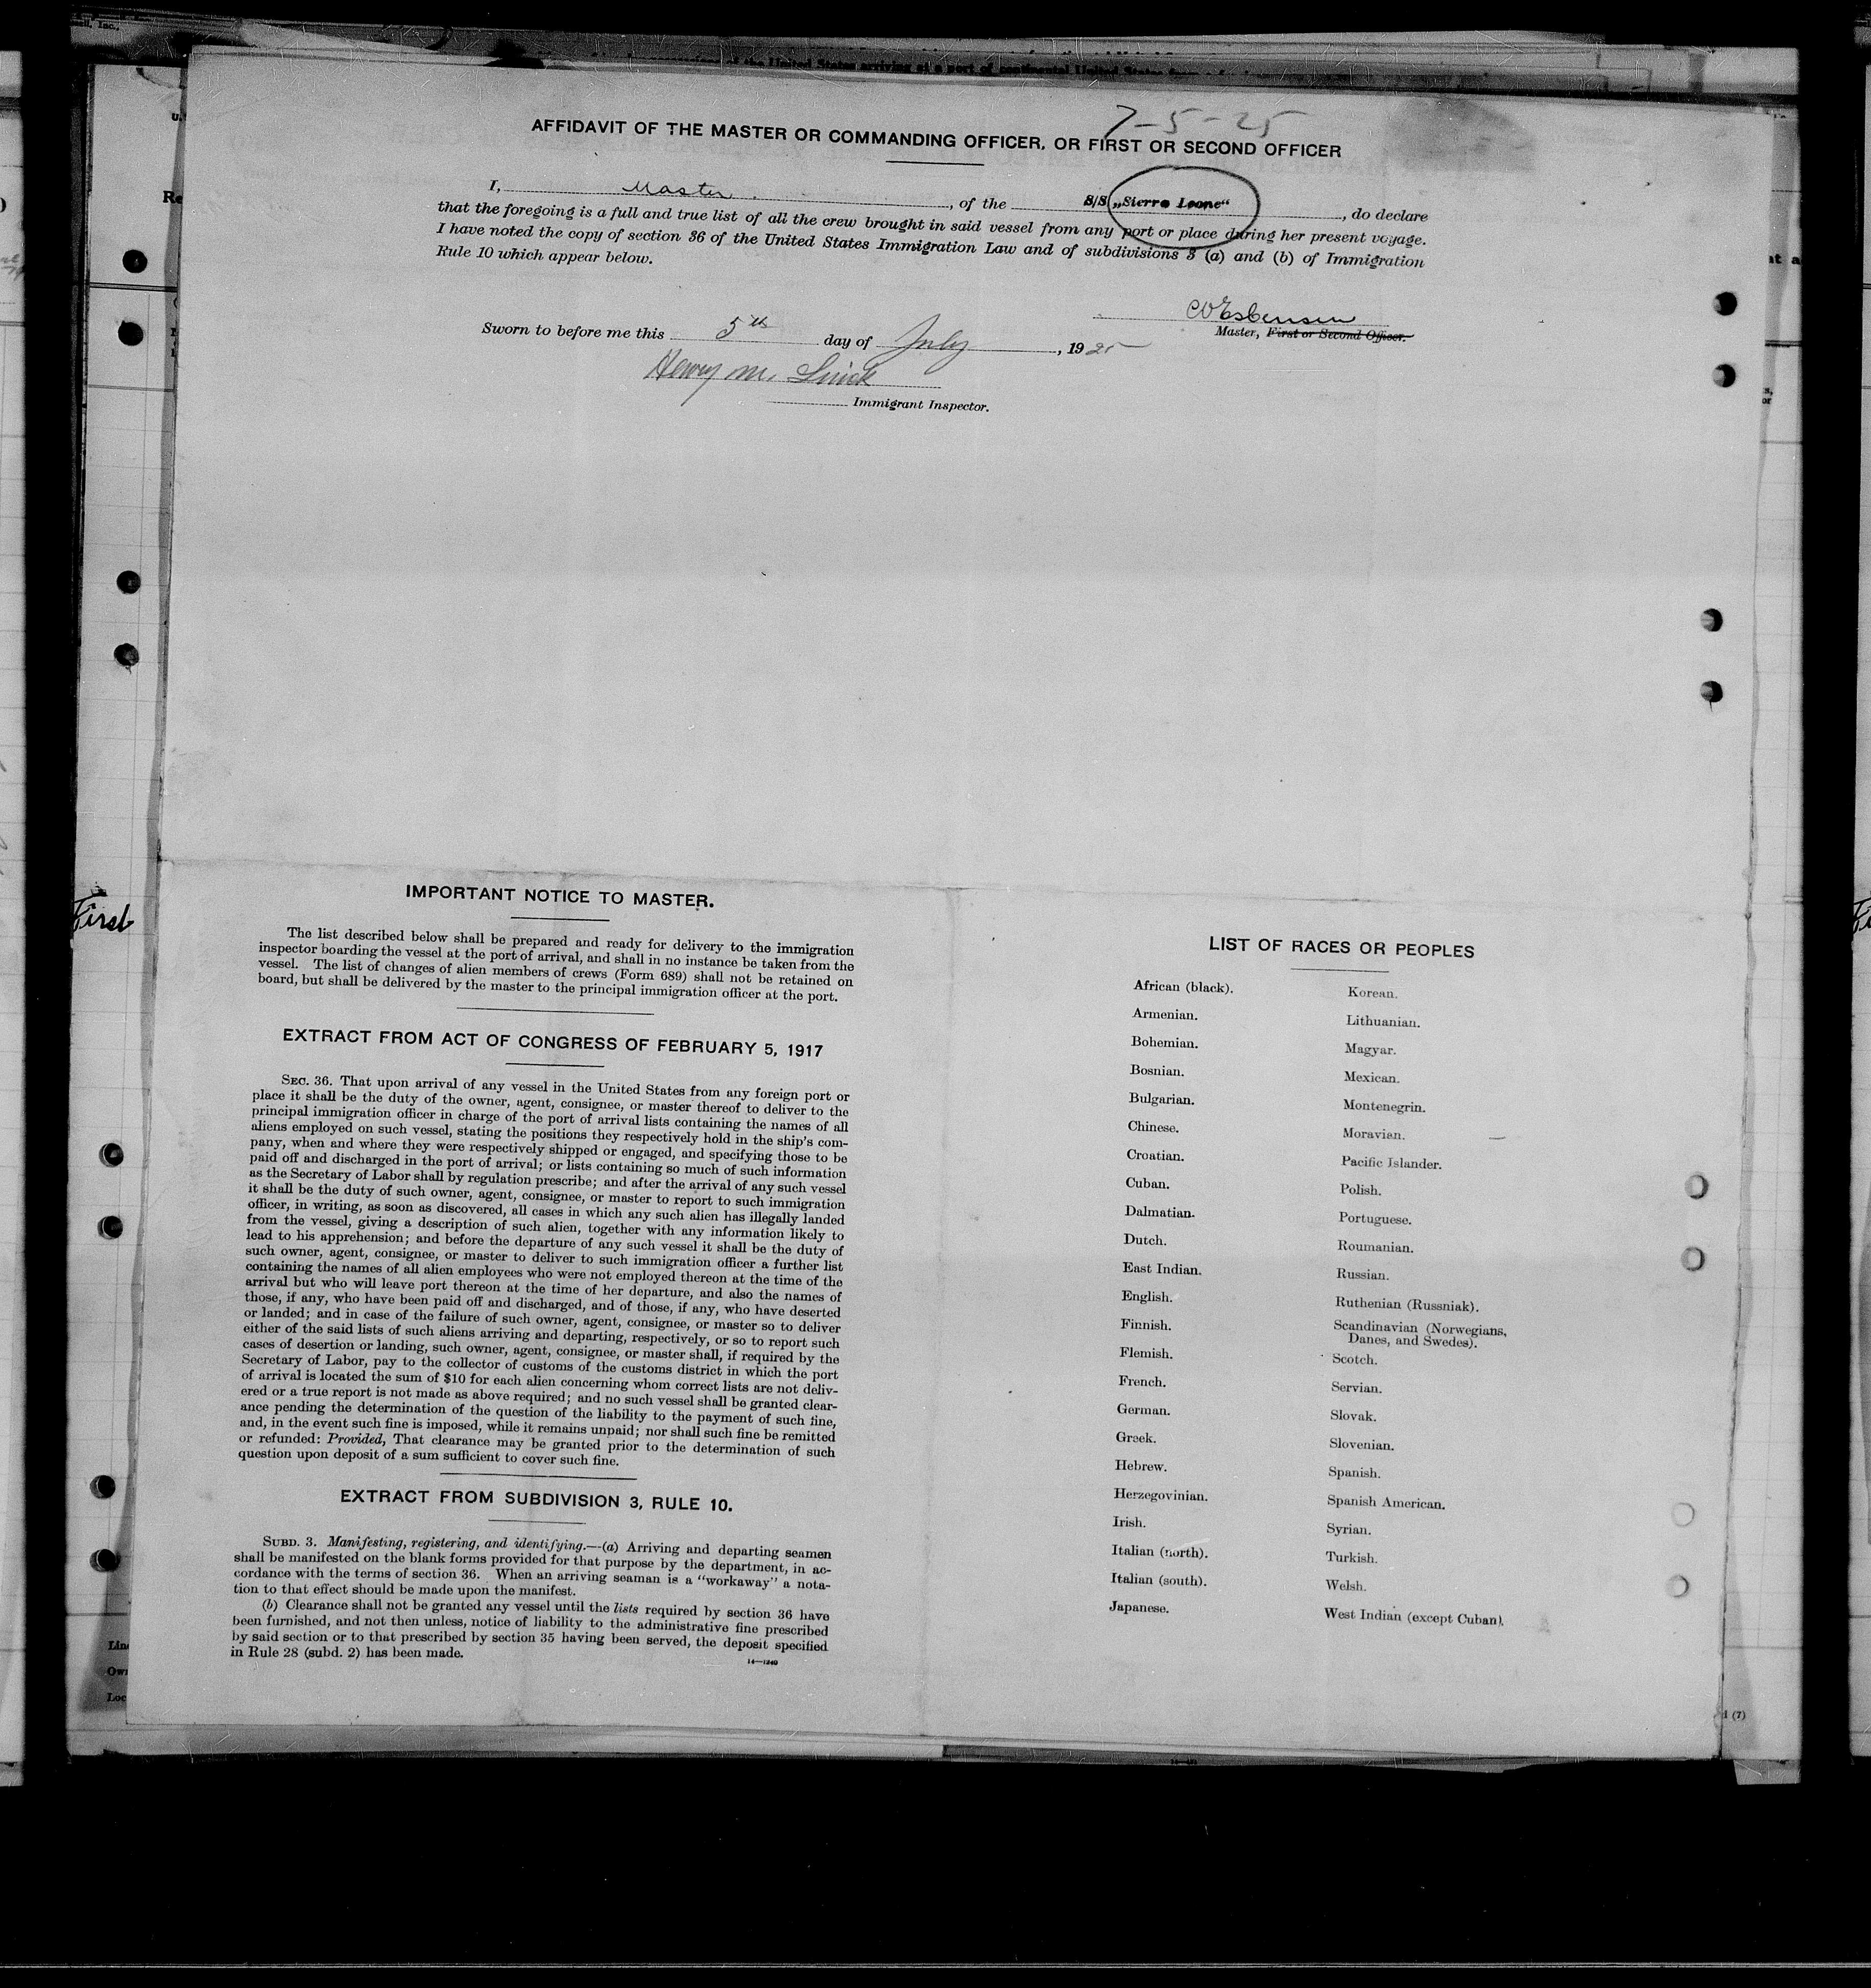 7-5-25
AFFIDAVIT OF THE MASTER OR COMMANDING OFFICER, OR FIRST OR SECOND OFFICER
I, Master, of the S/S „Sierra Leone“, do declare
that the foregoing is a full and true list of all the crew brought in said vessel from any port or place during her present voyage.
I have noted the copy of section 36 of the United States Immigration Law and of subdivisions 3 (a) and (b) of Immigration
Rule 10 which appear below.
Esbensen
Master, First or Second Officer.
Sworn to before me this 5th day of July, 1925
Henry M.
Immigrant Inspector.
First
IMPORTANT NOTICE TO MASTER.
The list described below shall be prepared and ready for delivery to the immigration
inspector boarding the vessel at the port of arrival, and shall in no instance be taken from the
vessel. The list of changes of alien members of crews (Form 689) shall not be retained on
board, but shall be delivered by the master to the principal immigration officer at the port.
EXTRACT FROM ACT OF CONGRESS OF FEBRUARY 5, 1917
SEC. 36. That upon arrival of any vessel in the United States from any foreign port or
place it shall be the duty of the owner, agent, consignee, or master thereof to deliver to the
principal immigration officer in charge of the port of arrival lists containing the names of all
aliens employed on such vessel, stating the positions they respectively hold in the ship's com-
pany, when and where they were respectively shipped or engaged, and specifying those to be
paid off and discharged in the port of arrival; or lists containing so much of such information
as the Secretary of Labor shall by regulation prescribe; and after the arrival of any such vessel
it shall be the duty of such owner, agent, consignee, or master to report to such immigration
officer, in writing, as soon as discovered, all cases in which any such alien has illegally landed
from the vessel, giving a description of such alien, together with any information likely to
lead to his apprehension; and before the departure of any such vessel it shall be the duty of
such owner, agent, consignee, or master to deliver to such immigration officer a further list
containing the names of all alien employees who were not employed thereon at the time of the
arrival but who will leave port thereon at the time of her departure, and also the names of
those, if any, who have been paid off and discharged, and of those, if any, who have deserted
or landed; and in case of the failure of such owner, agent, consignee, or master so to deliver
either of the said lists of such aliens arriving and departing, respectively, or so to report such
cases of desertion or landing, such owner, agent, consignee, or master shall, if required by the
Secretary of Labor, pay to the collector of customs of the customs district in which the port
of arrival is located the sum of $10 for each alien concerning whom correct lists are not deliv-
ered or a true report is not made as above required; and no such vessel shall be granted clear-
ance pending the determination of the question of the liability to the payment of such fine,
and, in the event such fine is imposed, while it remains unpaid; nor shall such fine be remitted
or refunded: Provided, That clearance may be granted prior to the determination of such
question upon deposit of a sum sufficient to cover such fine.
EXTRACT FROM SUBDIVISION 3, RULE 10.
SUBD. 3. Manifesting, registering, and identifying.—(a) Arriving and departing seamen
shall be manifested on the blank forms provided for that purpose by the department, in ac-
cordance with the terms of section 36. When an arriving seaman is a "workaway" a nota-
tion to that effect should be made upon the manifest.
(b) Clearance shall not be granted any vessel until the lists required by section 36 have
been furnished, and not then unless, notice of liability to the administrative fine prescribed
by said section or to that prescribed by section 35 having been served, the deposit specified
in Rule 28 (subd. 2) has been made.
14—1240
LIST OF RACES OR PEOPLES
African (black).
Armenian.
Bohemian.
Bosnian.
Bulgarian.
Chinese.
Croatian.
Cuban.
Dalmatian.
Dutch.
East Indian.
English.
Finnish.
Flemish.
French.
German.
Greek.
Hebrew.
Herzegovinian.
Irish.
Italian (north).
Italian (south).
Japanese.
Korean.
Lithuanian.
Magyar.
Mexican.
Montenegrin.
Moravian.
Pacific Islander.
Polish.
Portuguese.
Roumanian.
Russian.
Ruthenian (Russniak).
Scandinavian (Norwegians,
Danes, and Swedes).
Scotch.
Servian.
Slovak.
Slovenian.
Spanish.
Spanish American.
Syrian.
Turkish.
Welsh.
West Indian (except Cuban).